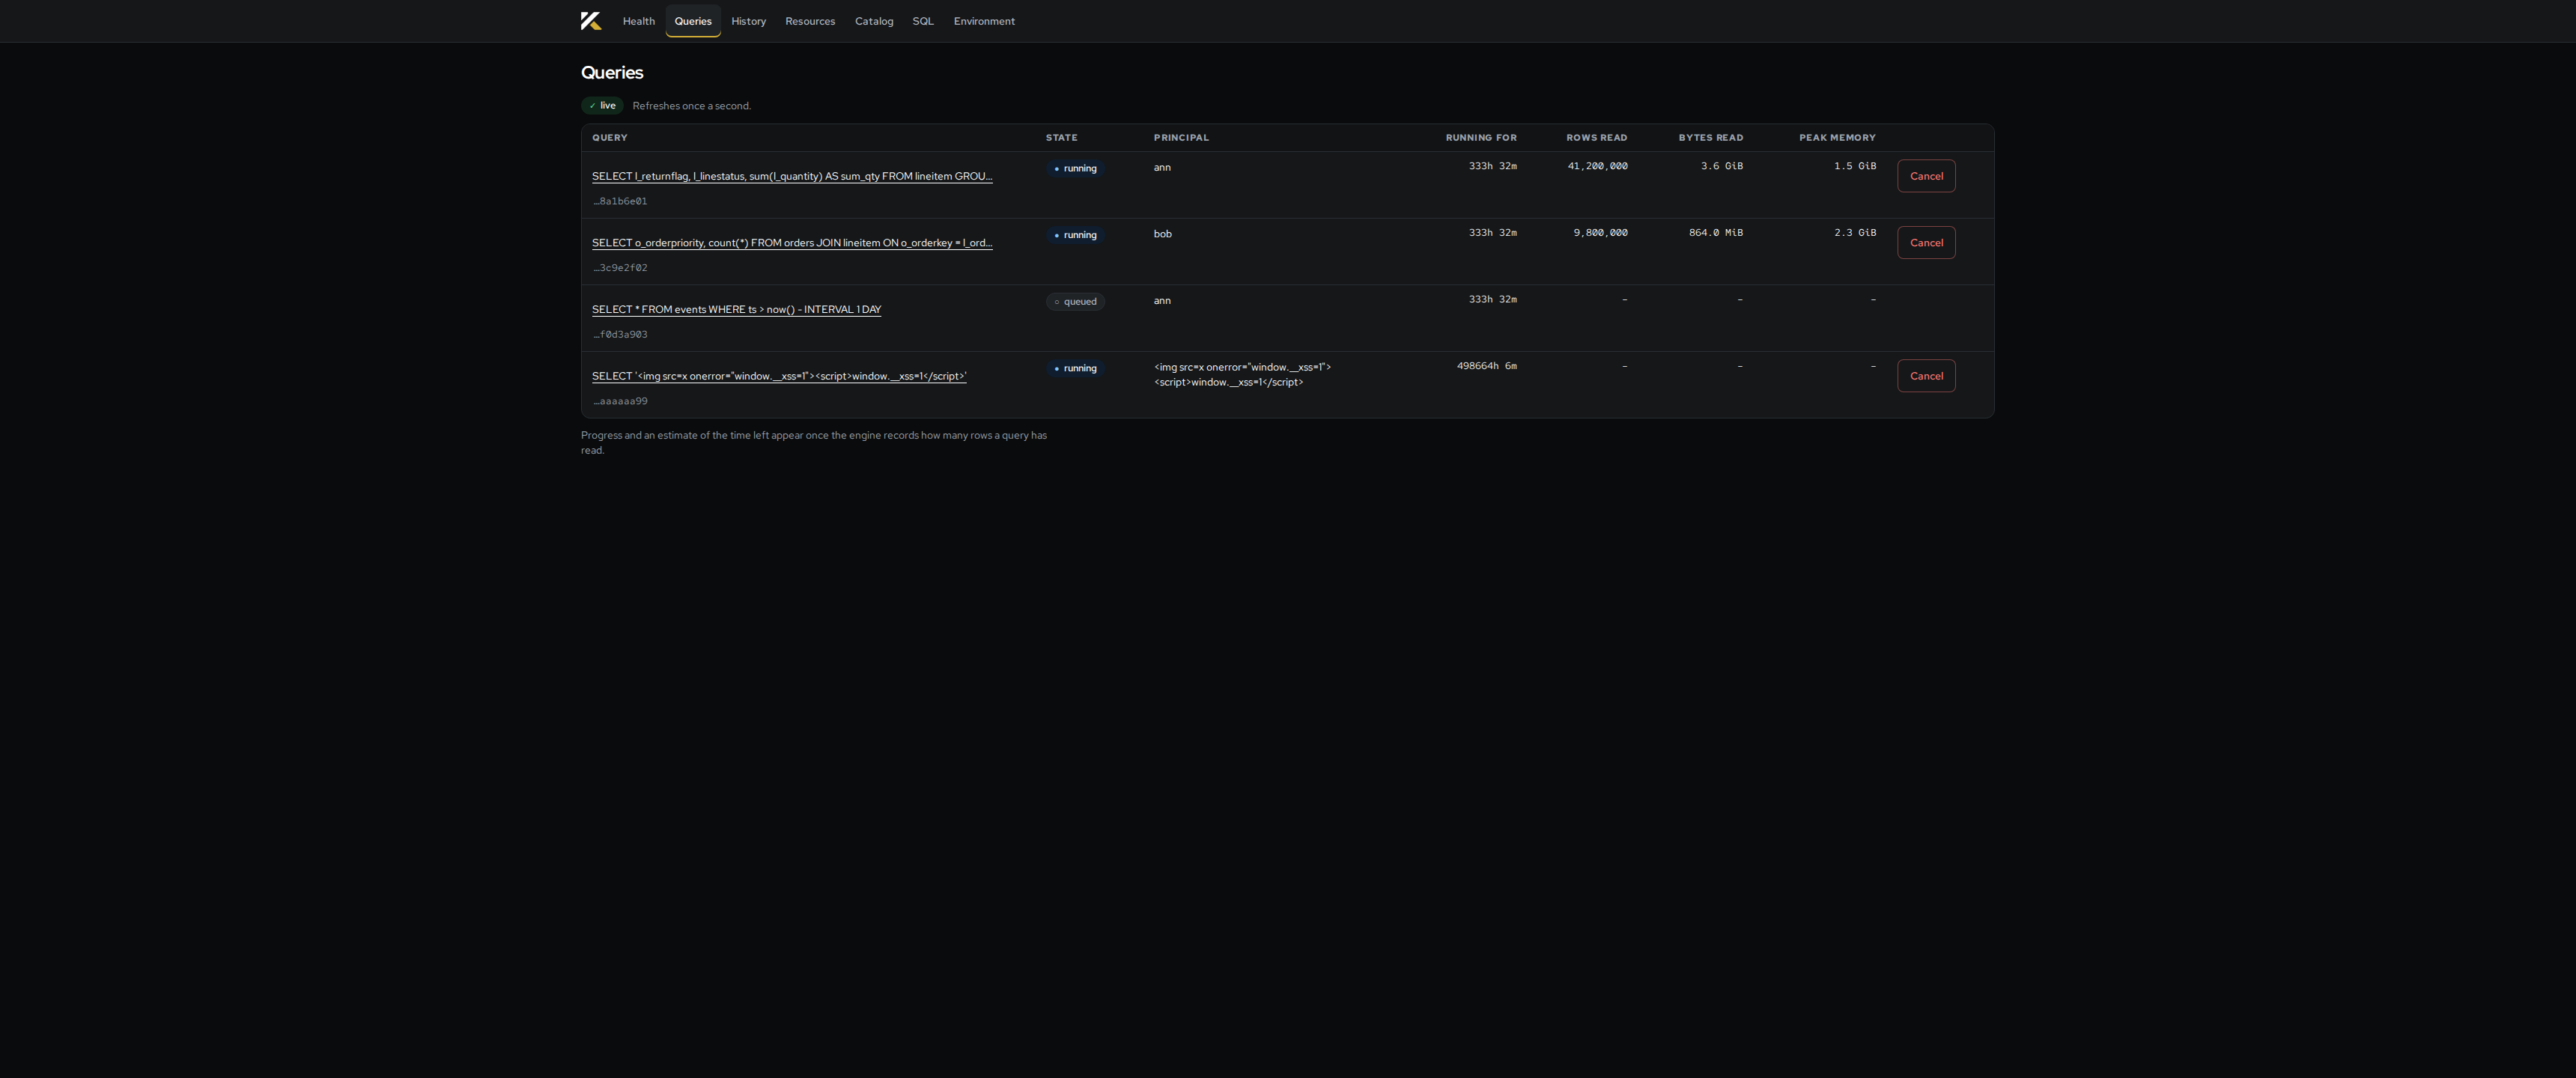 Health Queries History Resources Catalog SQL Environment
Queries
✓ live Refreshes once a second.
QUERY STATE PRINCIPAL RUNNING FOR ROWS READ BYTES READ PEAK MEMORY
SELECT l_returnflag, l_linestatus, sum(l_quantity) AS sum_qty FROM lineitem GROU... running ann 333h 32m 41,200,000 3.6 GiB 1.5 GiB Cancel
…8a1b6e01
SELECT o_orderpriority, count(*) FROM orders JOIN lineitem ON o_orderkey = l_ord... running bob 333h 32m 9,800,000 864.0 MiB 2.3 GiB Cancel
…3c9e2f02
SELECT * FROM events WHERE ts > now() - INTERVAL 1 DAY queued ann 333h 32m – – –
…f0d3a903
SELECT '<img src=x onerror="window.__xss=1"><script>window.__xss=1</script>' running <img src=x onerror="window.__xss=1"> 498664h 6m – – – Cancel
<script>window.__xss=1</script>
…aaaaaa99
Progress and an estimate of the time left appear once the engine records how many rows a query has
read.